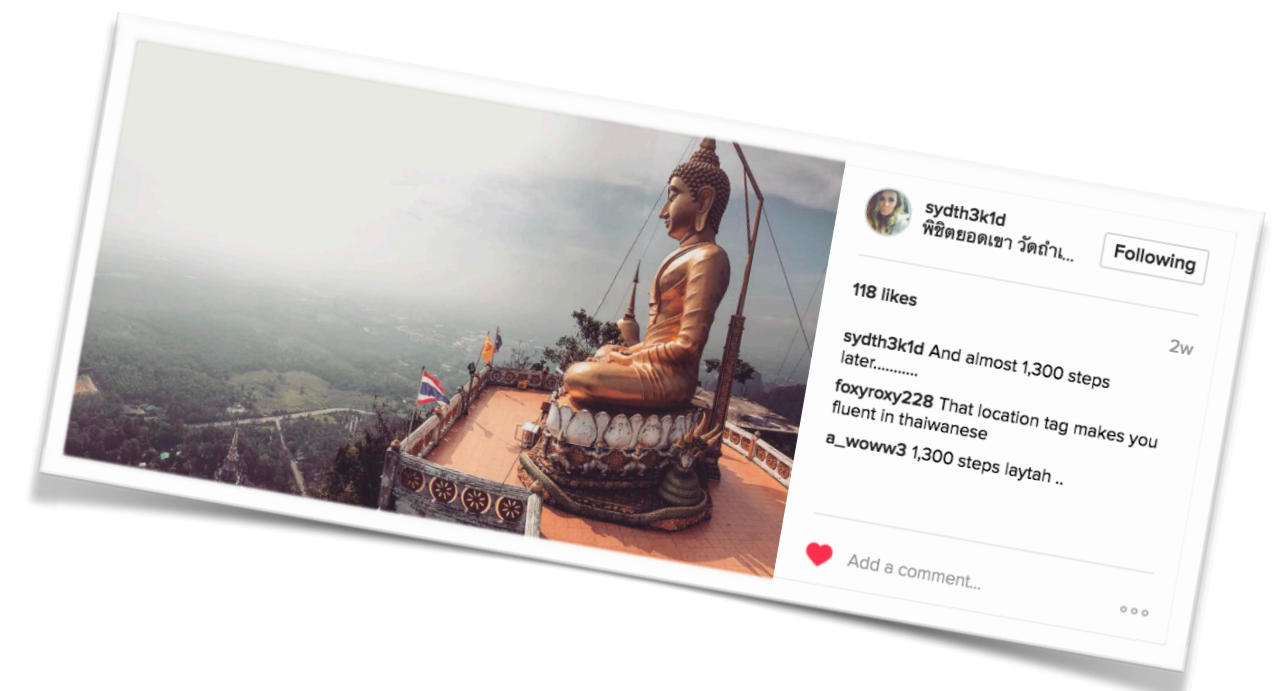 sydth3k1d
พิชิตยอดเขา วัดถ้ำเ...
Following
118 likes
2w
sydth3k1d And almost 1,300 steps
later...........
foxyroxy228 That location tag makes you
fluent in thaiwanese
a_woww3 1,300 steps laytah ..
Add a comment...